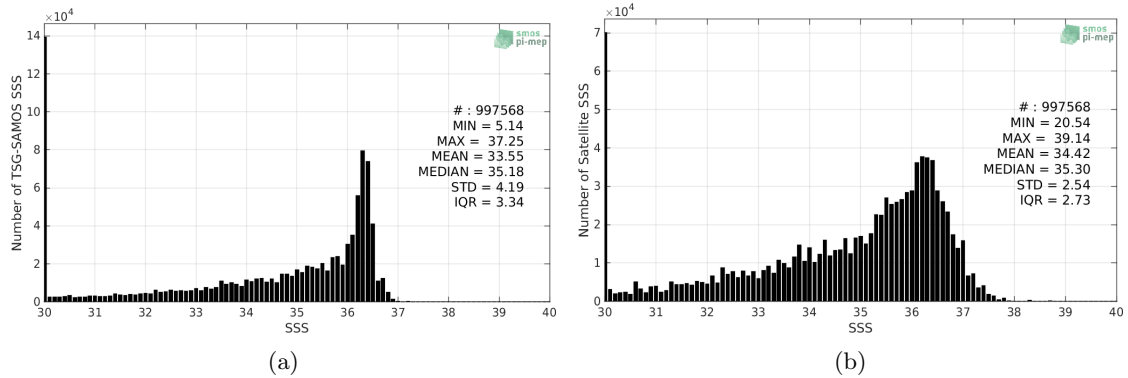 ×10⁴
14
12
10
8
6
4
2
0
Number of TSG-SAMOS SSS
smos
pi-mep
# : 997568
MIN = 5.14
MAX = 37.25
MEAN = 33.55
MEDIAN = 35.18
STD = 4.19
IQR = 3.34
30 31 32 33 34 35 36 37 38 39 40
SSS
(a)
×10⁴
7
6
5
4
3
2
1
0
Number of Satellite SSS
smos
pi-mep
# : 997568
MIN = 20.54
MAX = 39.14
MEAN = 34.42
MEDIAN = 35.30
STD = 2.54
IQR = 2.73
30 31 32 33 34 35 36 37 38 39 40
SSS
(b)